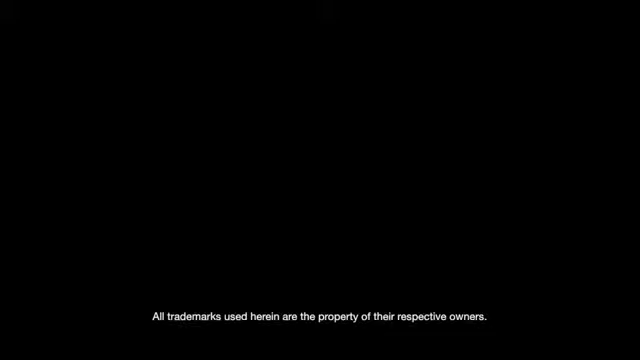 All trademarks used herein are the property of their respective owners.